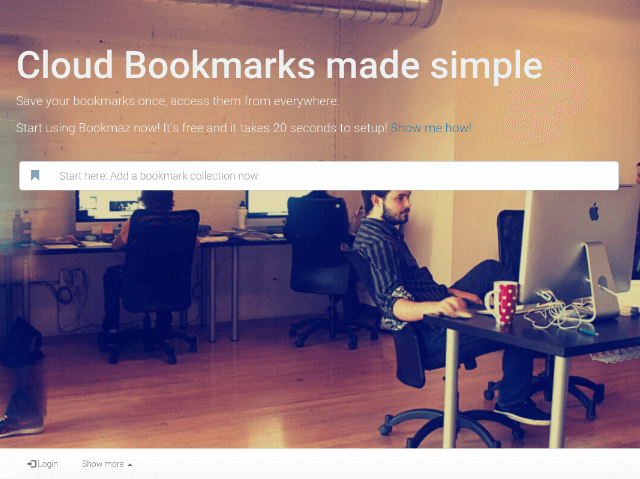 Cloud Bookmarks made simple
Save your bookmarks once, access them from everywhere.
Start using Bookmaz now! It's free and it takes 20 seconds to setup! Show me how!
Start here: Add a bookmark collection now
Login Show more